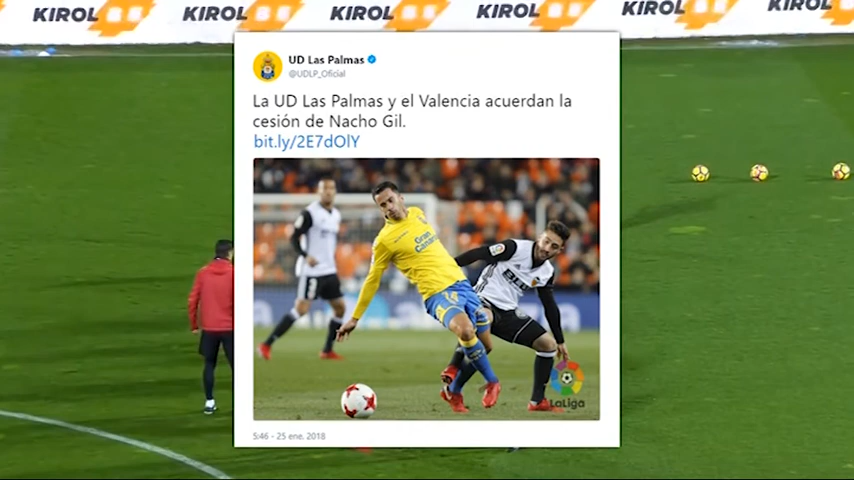 KIROL KIROL KIROL KIROL KIROL
UD Las Palmas
@UDLP_Oficial
La UD Las Palmas y el Valencia acuerdan la
cesión de Nacho Gil.
bit.ly/2E7dOlY
Gran
Canaria
LaLiga
5:46 - 25 ene. 2018